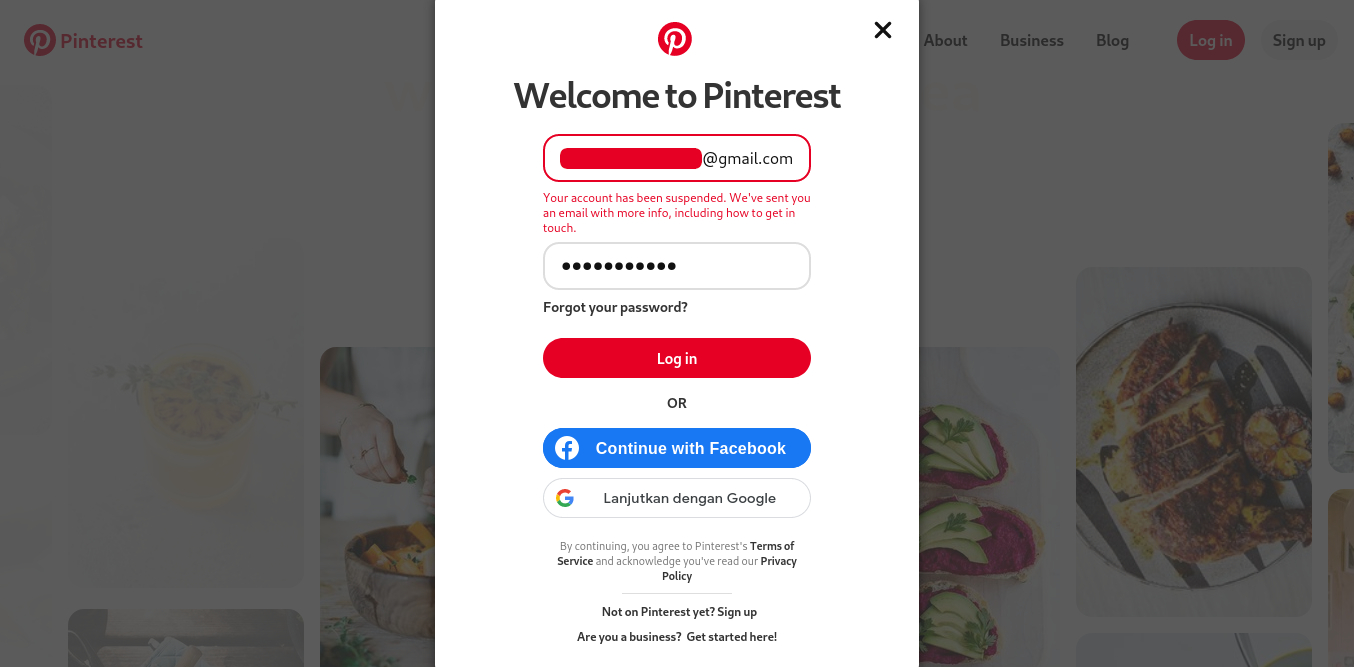 Pinterest
About Business Blog Log in Sign up
Welcome to Pinterest
@gmail.com
Your account has been suspended. We've sent you
an email with more info, including how to get in
touch.
Forgot your password?
Log in
OR
Continue with Facebook
Lanjutkan dengan Google
By continuing, you agree to Pinterest's Terms of
Service and acknowledge you've read our Privacy
Policy
Not on Pinterest yet? Sign up
Are you a business? Get started here!